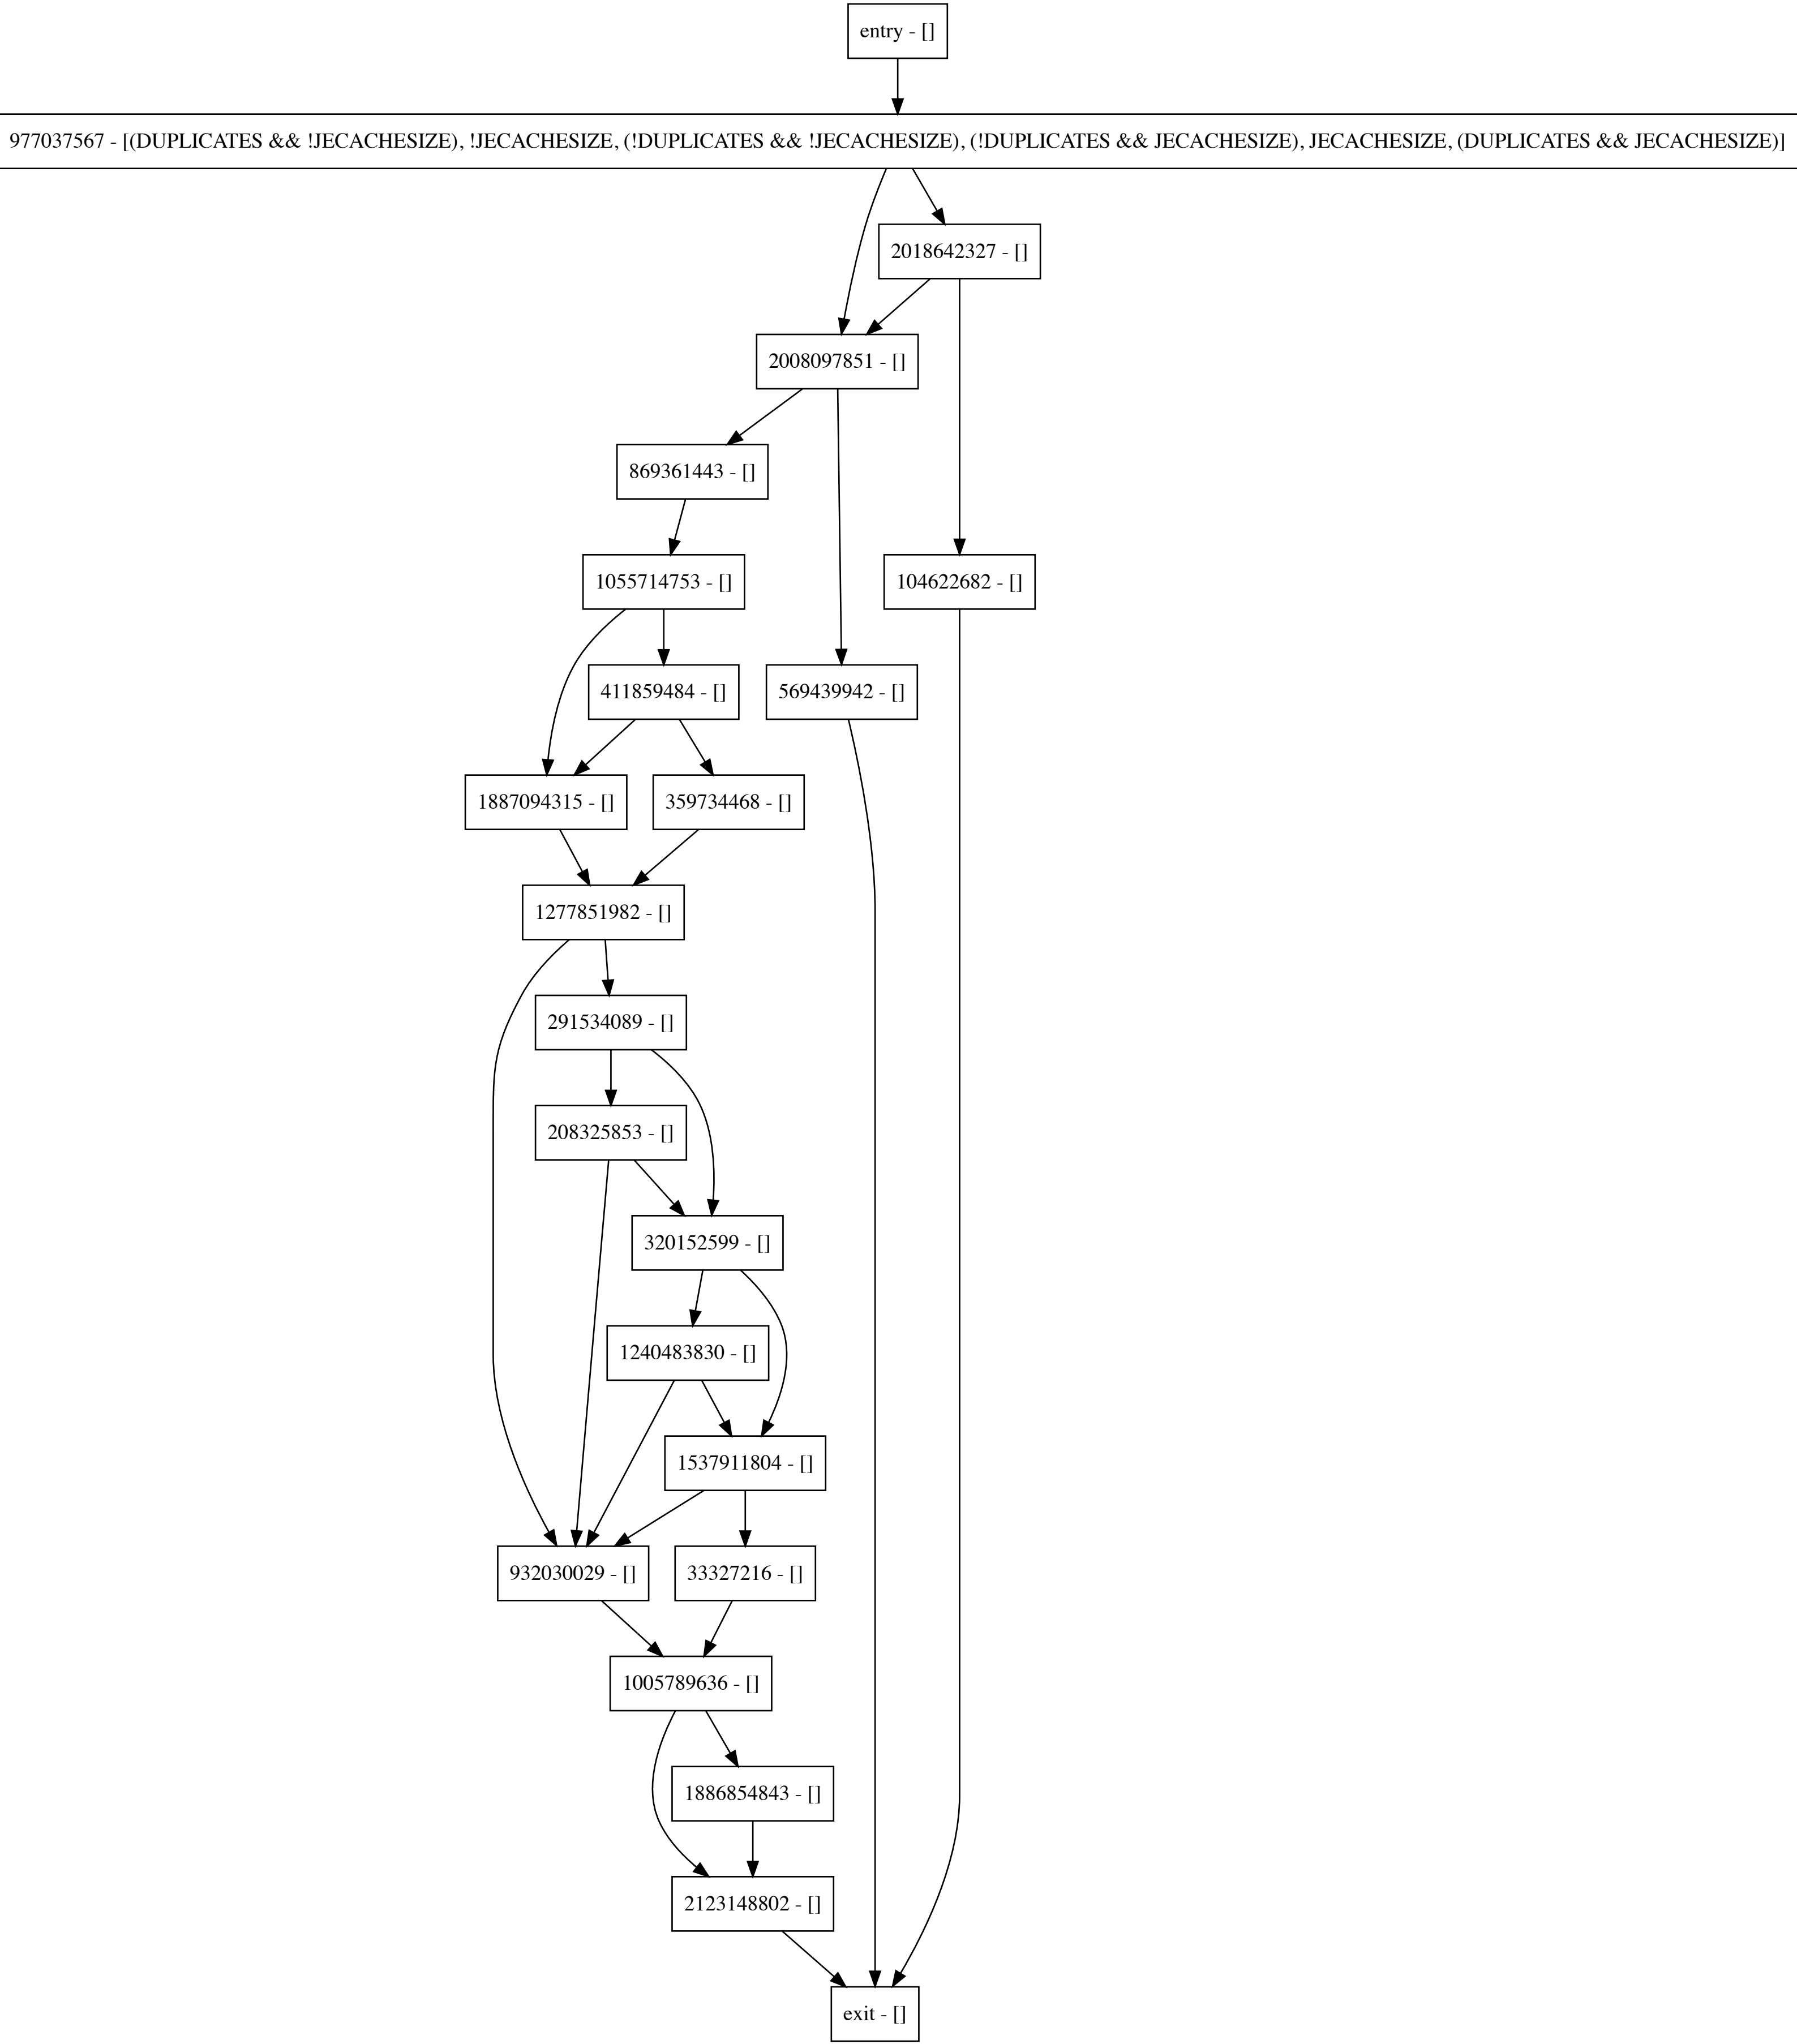 entry - []
977037567 - [(DUPLICATES && !JECACHESIZE), !JECACHESIZE, (!DUPLICATES && !JECACHESIZE), (!DUPLICATES && JECACHESIZE), JECACHESIZE, (DUPLICATES && JECACHESIZE)]
2018642327 - []
2008097851 - []
869361443 - []
1055714753 - []
104622682 - []
411859484 - []
569439942 - []
1887094315 - []
359734468 - []
1277851982 - []
291534089 - []
208325853 - []
320152599 - []
1240483830 - []
1537911804 - []
932030029 - []
33327216 - []
1005789636 - []
1886854843 - []
2123148802 - []
exit - []